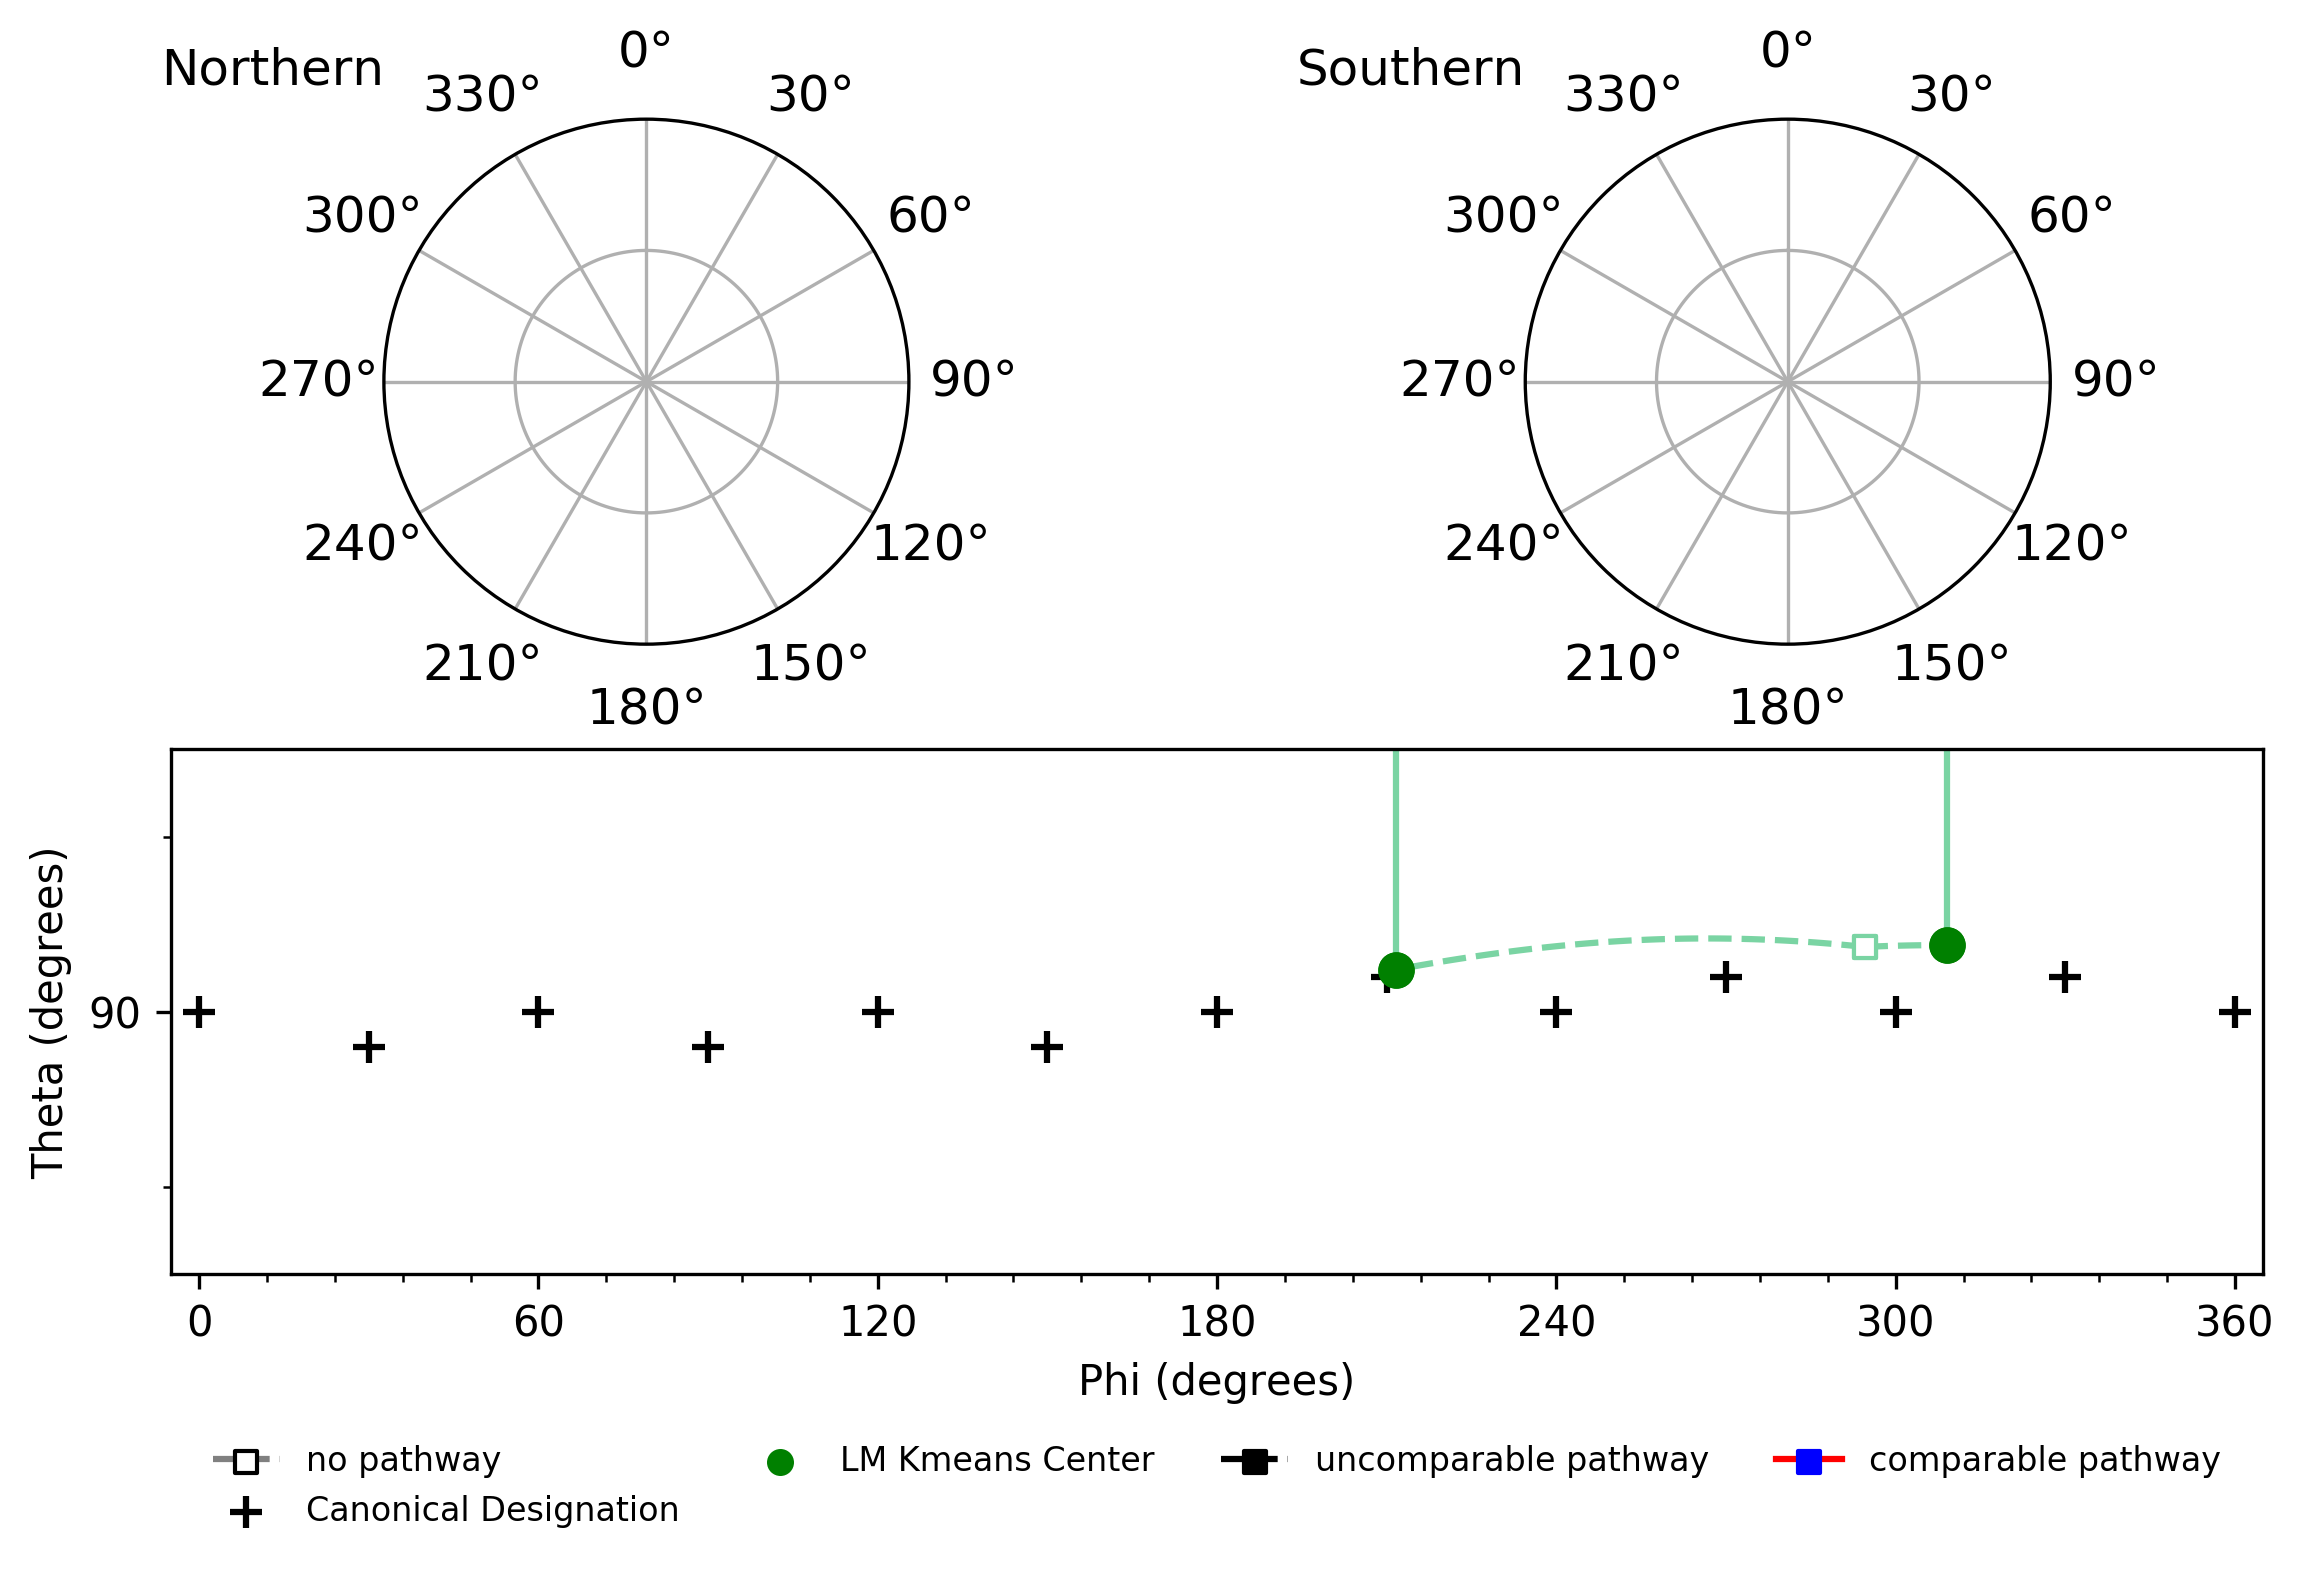 Northern
0°
30°
60°
90°
120°
150°
180°
210°
240°
270°
300°
330°
Southern
0°
30°
60°
90°
120°
150°
180°
210°
240°
270°
300°
330°
Theta (degrees)
90
0 60 120 180 240 300 360
Phi (degrees)
no pathway
Canonical Designation
LM Kmeans Center
uncomparable pathway
comparable pathway